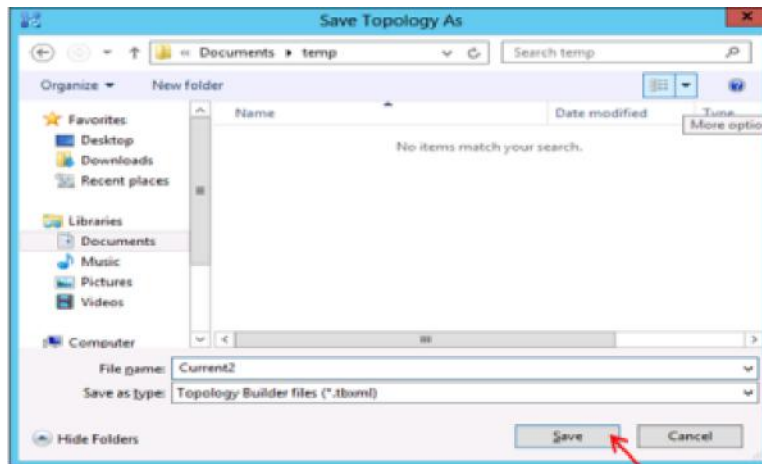 Save Topology As
« Documents ▸ temp
Search temp
Organize
New folder
Name
Date modified
Type
More optio
No items match your search.
Favorites
Desktop
Downloads
Recent places
Libraries
Documents
Music
Pictures
Videos
Computer
File name: Current2
Save as type: Topology Builder files (*.tbxml)
Hide Folders
Save
Cancel